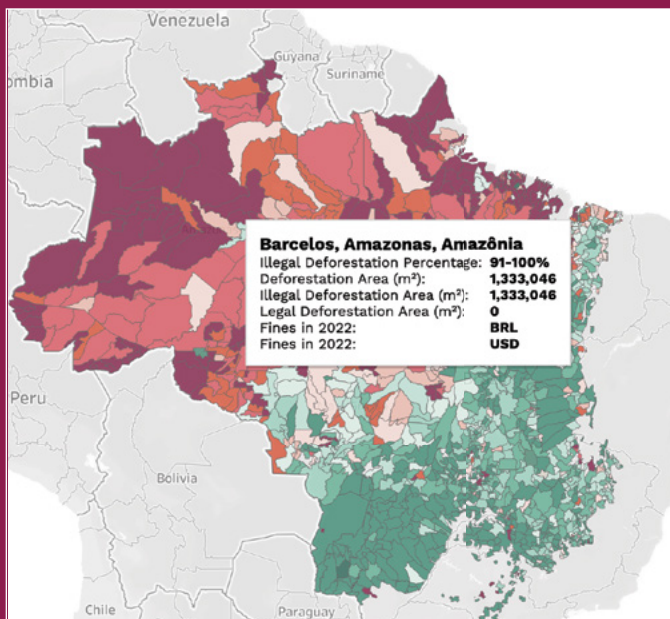 Venezuela
Guyana
ombia
Suriname
Barcelos, Amazonas, Amazônia
Illegal Deforestation Percentage: 91-100%
Deforestation Area (m²): 1,333,046
Illegal Deforestation Area (m²): 1,333,046
Legal Deforestation Area (m²): 0
Fines in 2022: BRL
Fines in 2022: USD
Peru
Bolivia
Chile
Paraguay